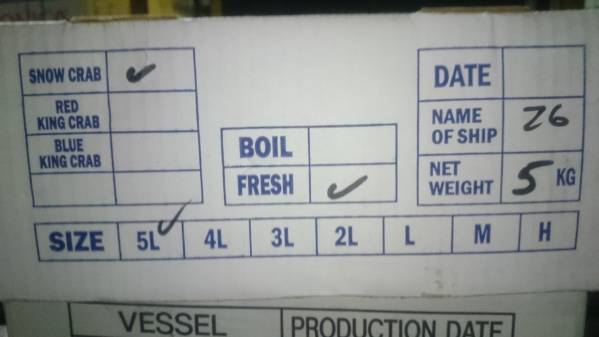 SNOW CRAB ✓
RED
KING CRAB
BLUE
KING CRAB
BOIL
FRESH ✓
DATE
NAME
OF SHIP 26
NET
WEIGHT 5 KG
SIZE 5L ✓ 4L 3L 2L L M H
VESSEL PRODUCTION DATE